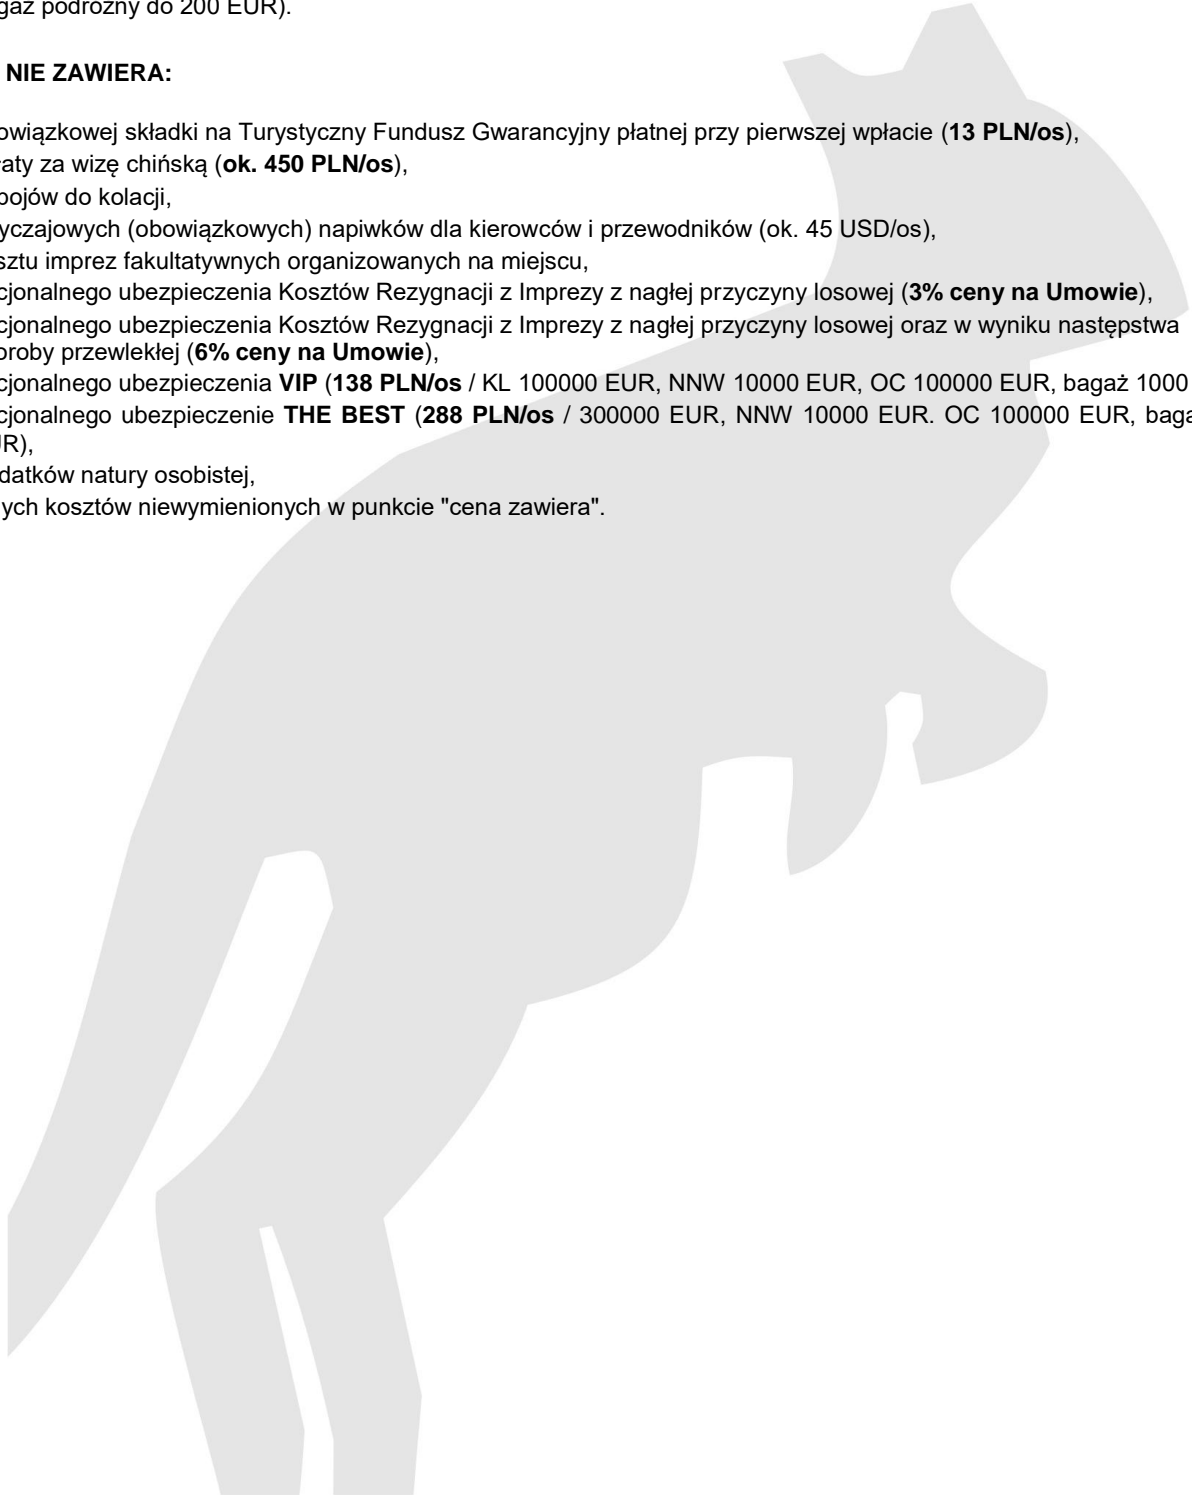 gaż podróżny do 200 EUR).
NIE ZAWIERA:
owiązkowej składki na Turystyczny Fundusz Gwarancyjny płatnej przy pierwszej wpłacie (13 PLN/os),
łaty za wizę chińską (ok. 450 PLN/os),
pojów do kolacji,
yczajowych (obowiązkowych) napiwków dla kierowców i przewodników (ok. 45 USD/os),
sztu imprez fakultatywnych organizowanych na miejscu,
cjonalnego ubezpieczenia Kosztów Rezygnacji z Imprezy z nagłej przyczyny losowej (3% ceny na Umowie),
cjonalnego ubezpieczenia Kosztów Rezygnacji z Imprezy z nagłej przyczyny losowej oraz w wyniku następstwa
oroby przewlekłej (6% ceny na Umowie),
cjonalnego ubezpieczenia VIP (138 PLN/os / KL 100000 EUR, NNW 10000 EUR, OC 100000 EUR, bagaż 1000
cjonalnego ubezpieczenie THE BEST (288 PLN/os / 300000 EUR, NNW 10000 EUR. OC 100000 EUR, baga
UR),
datków natury osobistej,
ych kosztów niewymienionych w punkcie "cena zawiera".